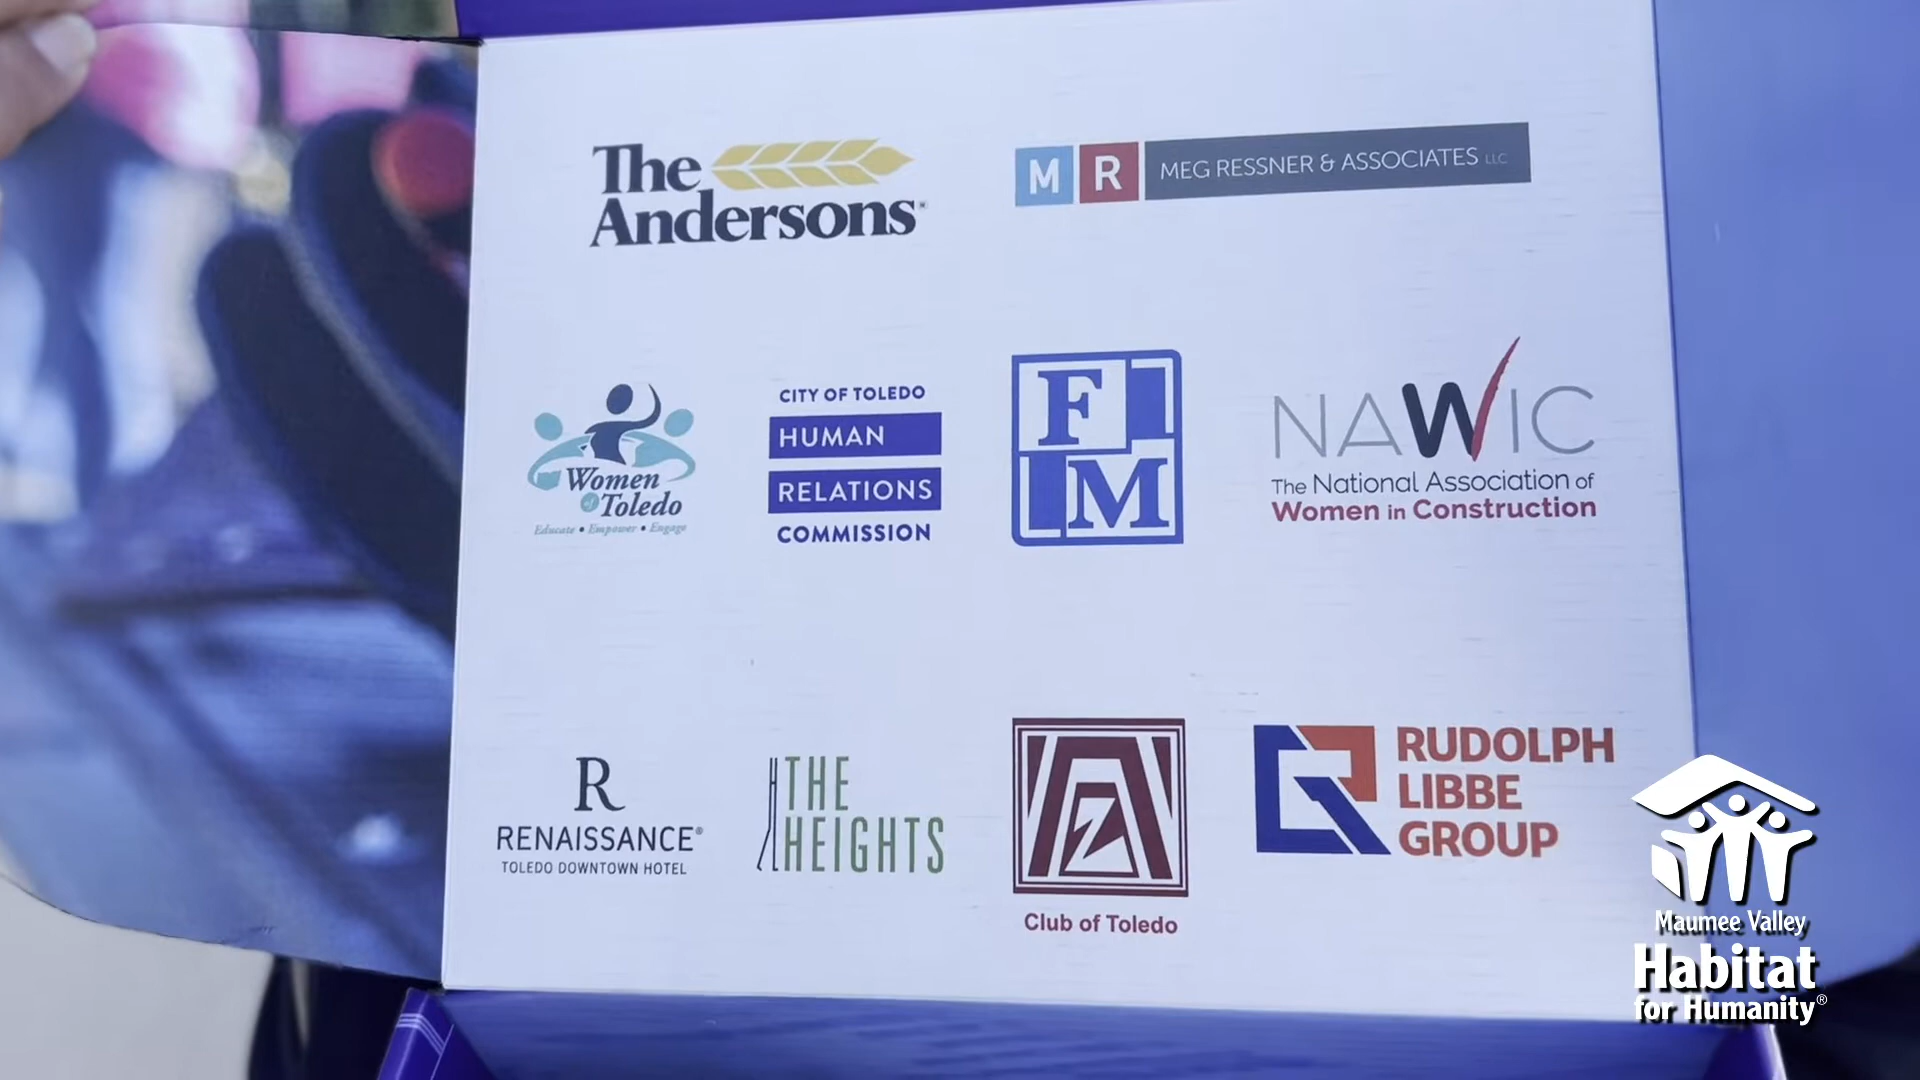 The
Andersons®
M R MEG RESSNER & ASSOCIATES LLC
Women
of Toledo
Educate • Empower • Engage
CITY OF TOLEDO
HUMAN
RELATIONS
COMMISSION
F
M
NAWIC
The National Association of
Women in Construction
R
RENAISSANCE®
TOLEDO DOWNTOWN HOTEL
THE
HEIGHTS
Z
Club of Toledo
RUDOLPH
LIBBE
GROUP
Maumee Valley
Habitat
for Humanity®